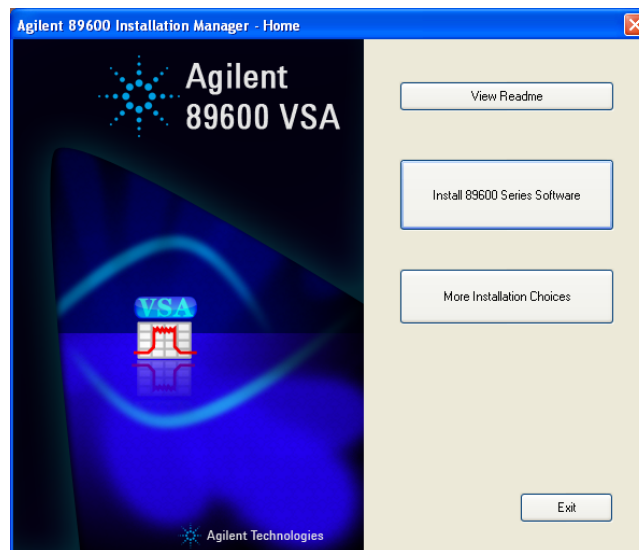 Agilent 89600 Installation Manager - Home
Agilent
89600 VSA
VSA
Agilent Technologies
View Readme
Install 89600 Series Software
More Installation Choices
Exit